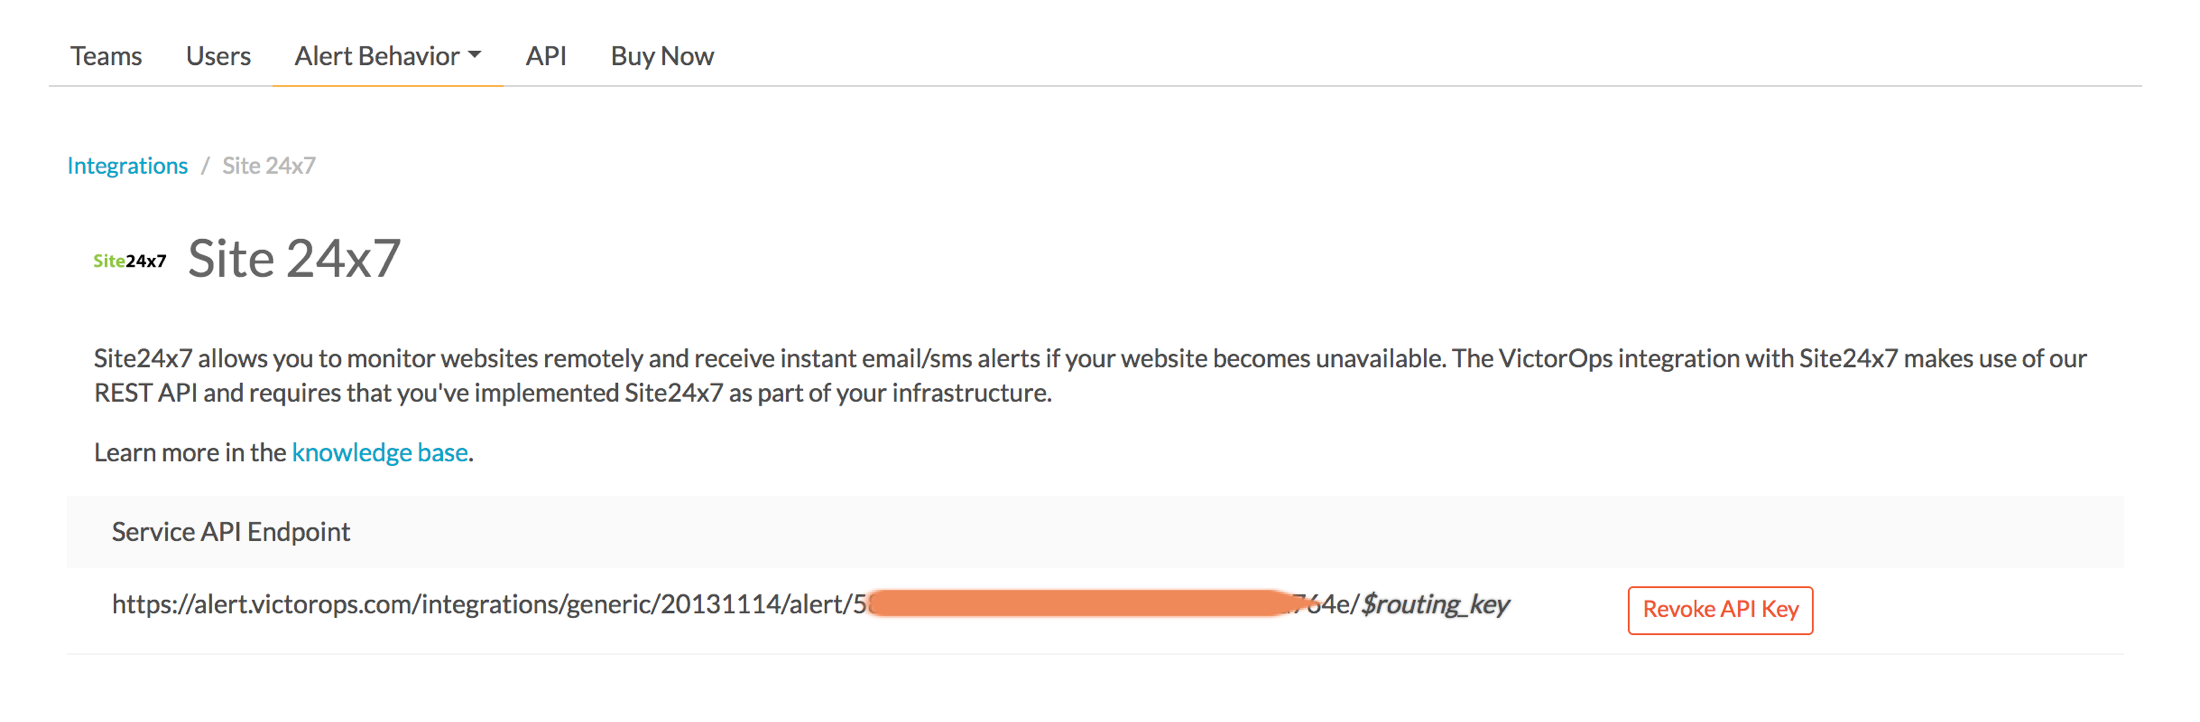 Teams Users Alert Behavior API Buy Now
Integrations / Site 24x7
Site24x7 Site 24x7
Site24x7 allows you to monitor websites remotely and receive instant email/sms alerts if your website becomes unavailable. The VictorOps integration with Site24x7 makes use of our
REST API and requires that you've implemented Site24x7 as part of your infrastructure.
Learn more in the knowledge base.
Service API Endpoint
https://alert.victorops.com/integrations/generic/20131114/alert/5 64e/$routing_key Revoke API Key